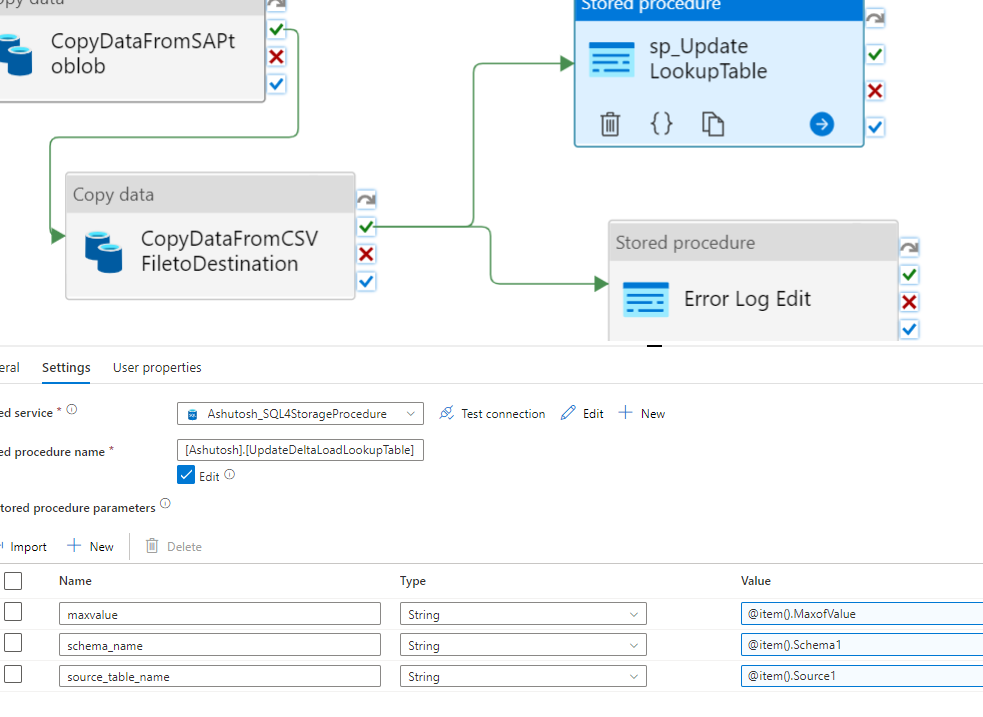 opy data
CopyDataFromSAPt
oblob
Stored procedure
sp_Update
LookupTable
{}
Copy data
CopyDataFromCSV
FiletoDestination
Stored procedure
Error Log Edit
eral Settings User properties
ed service * Ashutosh_SQL4StorageProcedure Test connection Edit New
ed procedure name * [Ashutosh].[UpdateDeltaLoadLookupTable]
Edit
tored procedure parameters
Import New Delete
Name Type Value
maxvalue String @item().MaxofValue
schema_name String @item().Schema1
source_table_name String @item().Source1